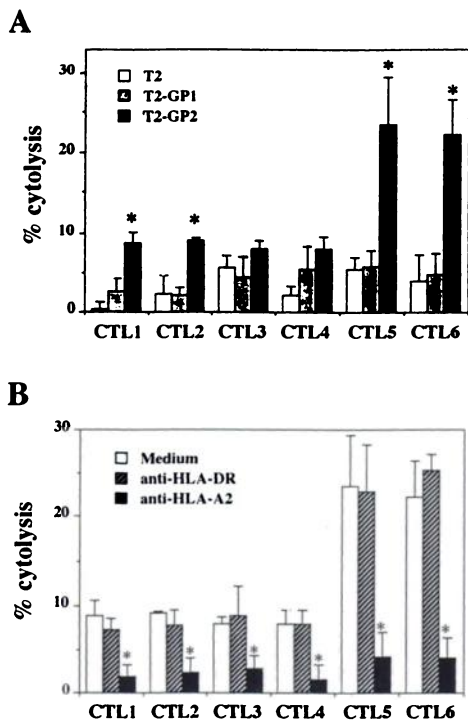 A
30
T2
T2-GP1
T2-GP2
20
10
0
% cytolysis
* * * *
CTL1 CTL2 CTL3 CTL4 CTL5 CTL6
B
30
Medium
anti-HLA-DR
anti-HLA-A2
20
10
0
% cytolysis
* * * * * *
CTL1 CTL2 CTL3 CTL4 CTL5 CTL6